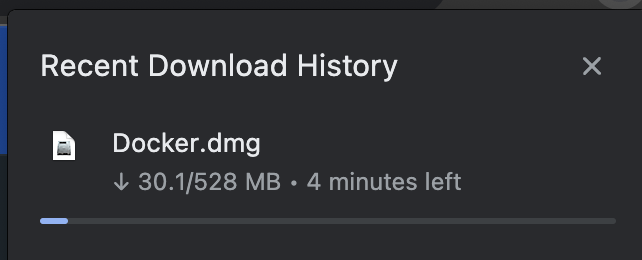 Recent Download History
Docker.dmg
↓ 30.1/528 MB • 4 minutes left